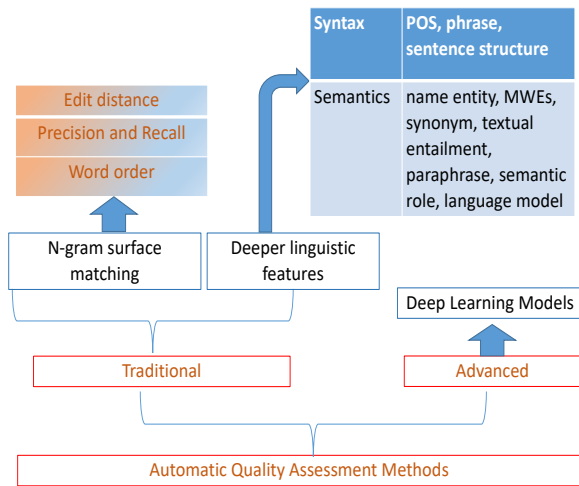 Syntax
POS, phrase,
sentence structure
Semantics
name entity, MWEs,
synonym, textual
entailment,
paraphrase, semantic
role, language model
Edit distance
Precision and Recall
Word order
N-gram surface
matching
Deeper linguistic
features
Deep Learning Models
Traditional
Advanced
Automatic Quality Assessment Methods